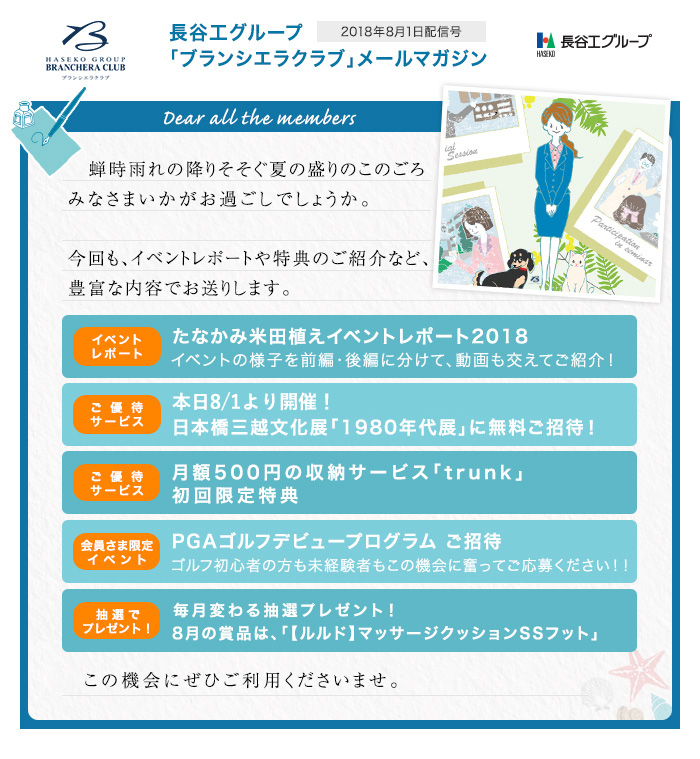 HASEKO GROUP
BRANCHERA CLUB
ブランシエラクラブ
長谷工グループ
2018年8月1日配信号
「ブランシエラクラブ」メールマガジン
HASEKO
長谷工グループ
Dear all the members
ial
Session
Participation
in seminar
蝉時雨れの降りそそぐ夏の盛りのこのごろ
みなさまいかがお過ごしでしょうか。
今回も、イベントレポートや特典のご紹介など、
豊富な内容でお送りします。
イベント
レポート
たなかみ米田植えイベントレポート2018
イベントの様子を前編・後編に分けて、動画も交えてご紹介!
ご優待
サービス
本日8/1より開催!
日本橋三越文化展「1980年代展」に無料ご招待!
ご優待
サービス
月額500円の収納サービス「trunk」
初回限定特典
会員さま限定
イベント
PGAゴルフデビュープログラム ご招待
ゴルフ初心者の方も未経験者もこの機会に奮ってご応募ください!!
抽選で
プレゼント!
毎月変わる抽選プレゼント!
8月の賞品は、「【ルルド】マッサージクッションSSフット」
この機会にぜひご利用くださいませ。